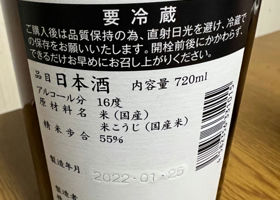 要冷蔵
ご購入後は品質保持の為、直射日光を避け、冷蔵で
の保存をお願いします。開栓前後にかかわらず、
できるだけお早めにお召し上がりください。
品目 日本酒 内容量 720ml
アルコール分 16度
原材料名 米(国産)
米こうじ(国産米)
精米歩合 55%
製造年月 2022.01.25
製造者